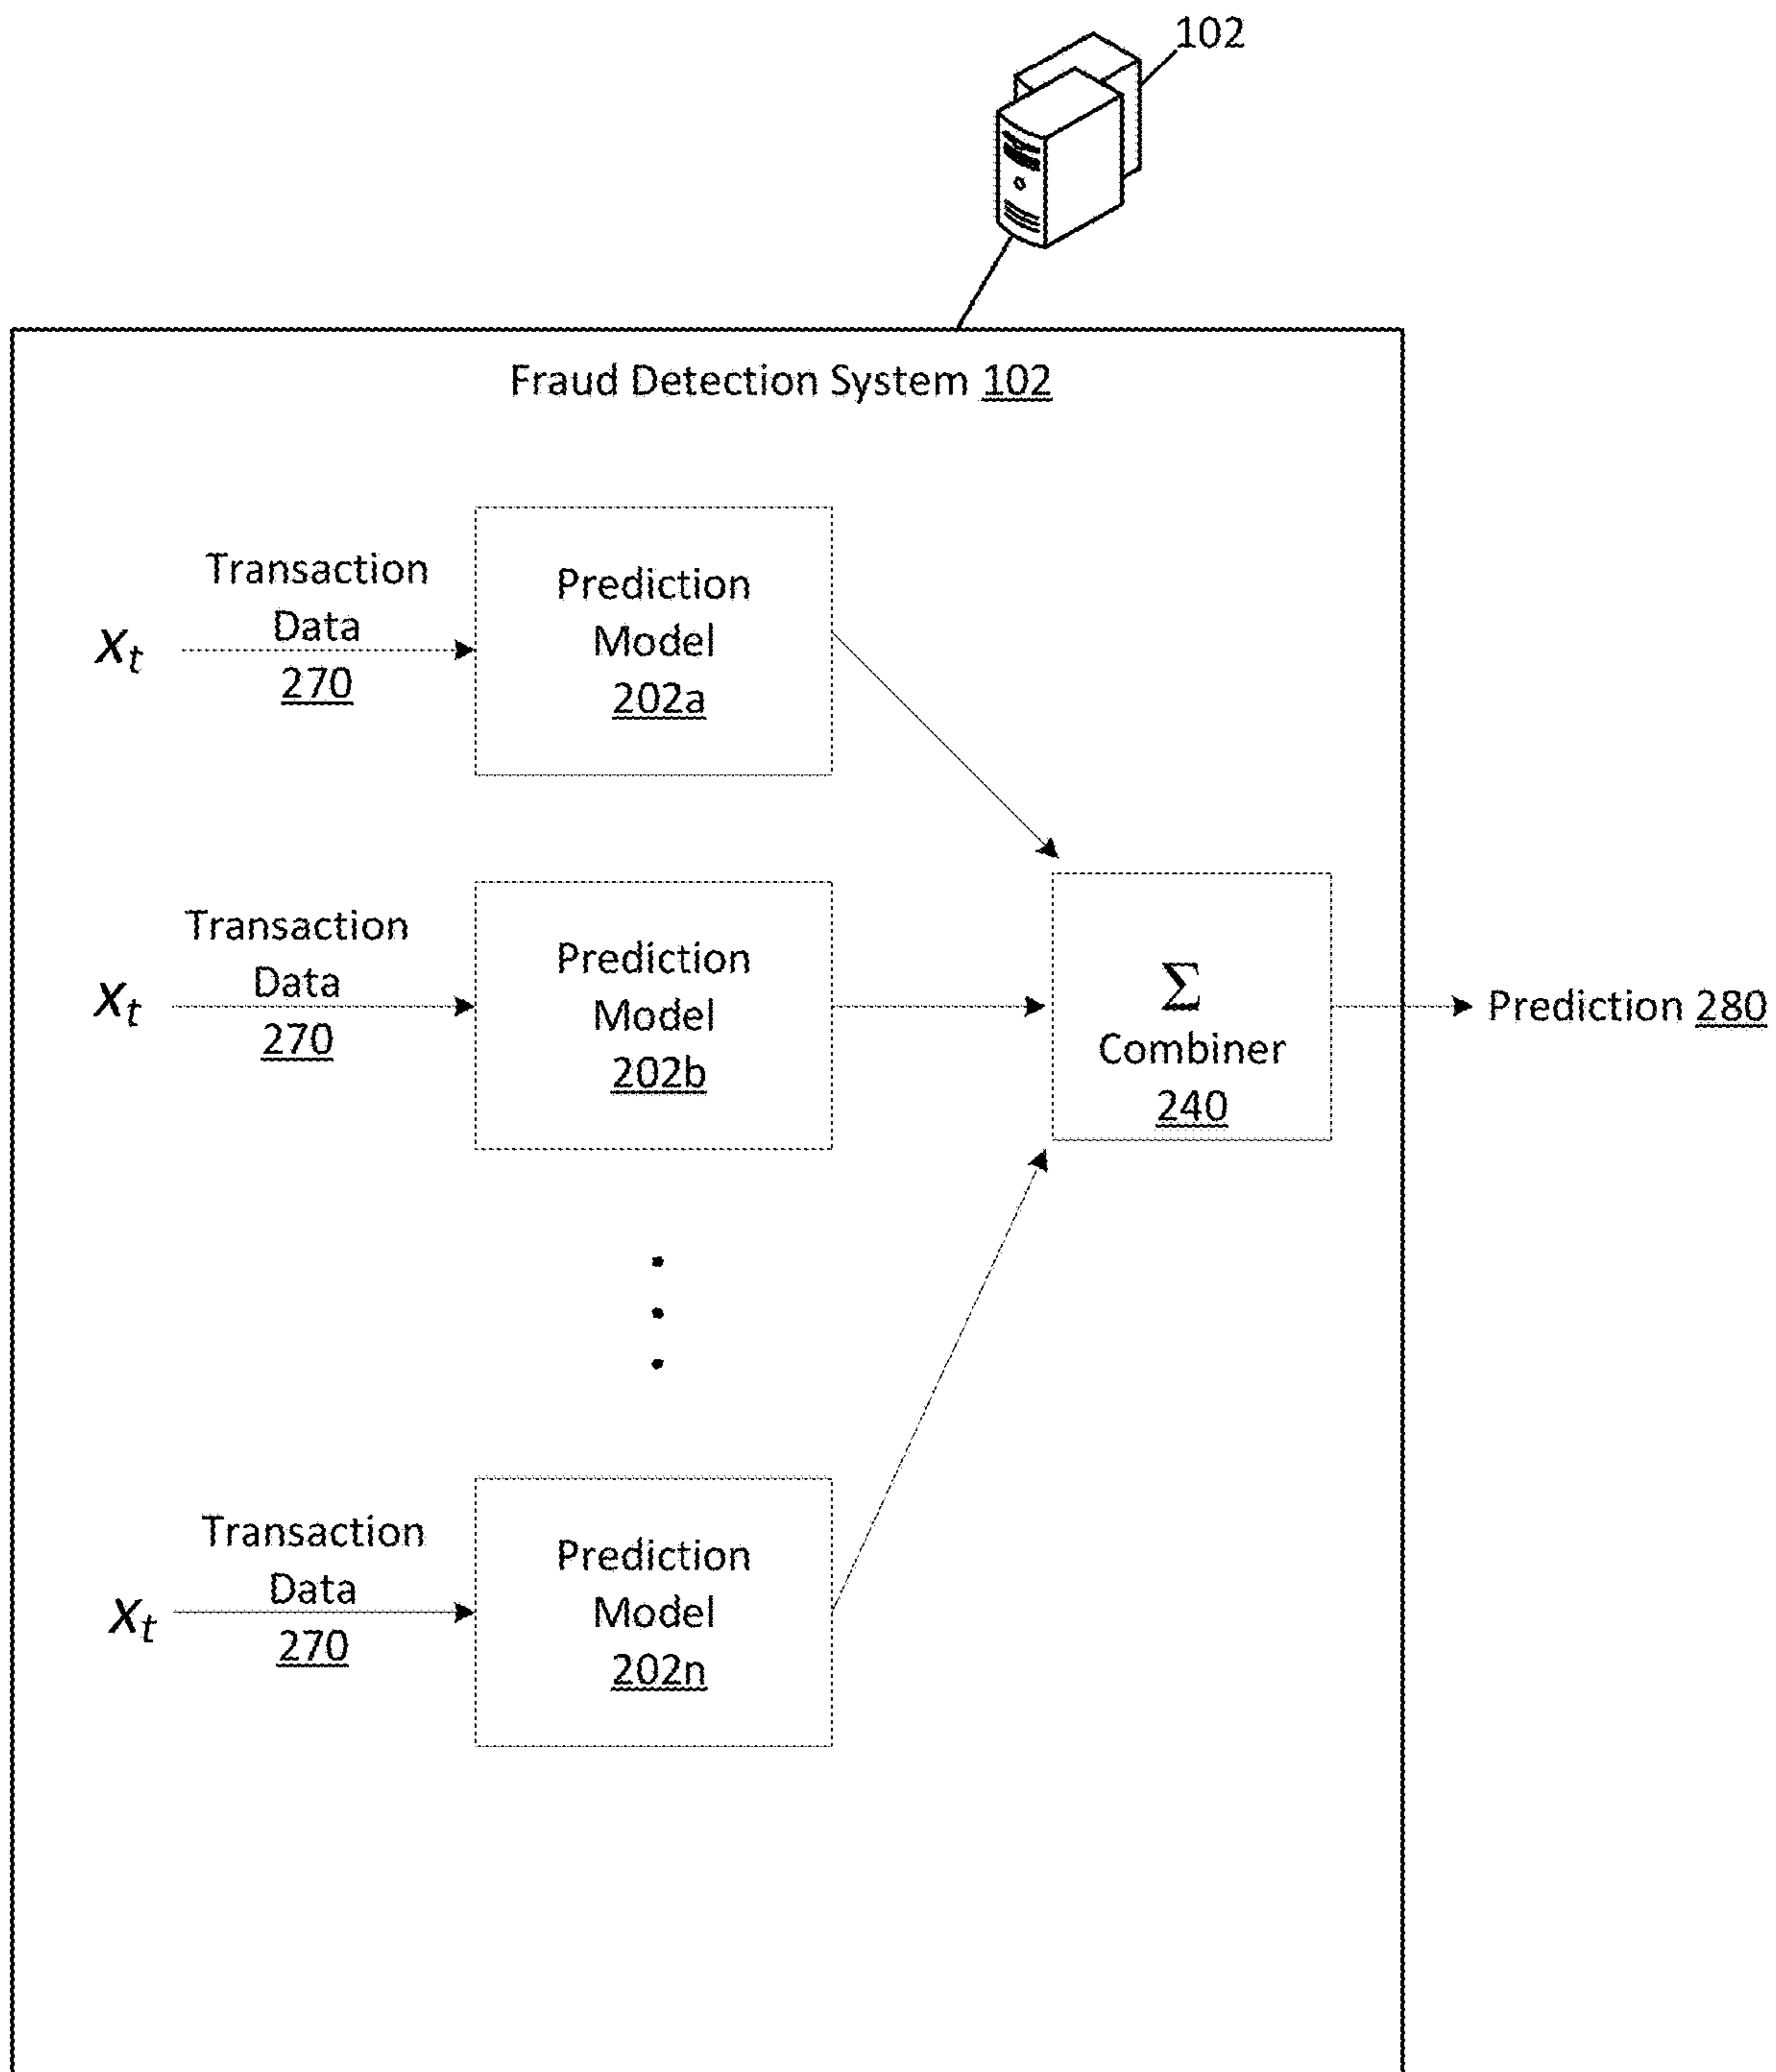 102
Fraud Detection System 102
Transaction
Data
270
xt
Prediction
Model
202a
Transaction
Data
270
xt
Prediction
Model
202b
Σ
Combiner
240
Prediction 280
Transaction
Data
270
xt
Prediction
Model
202n